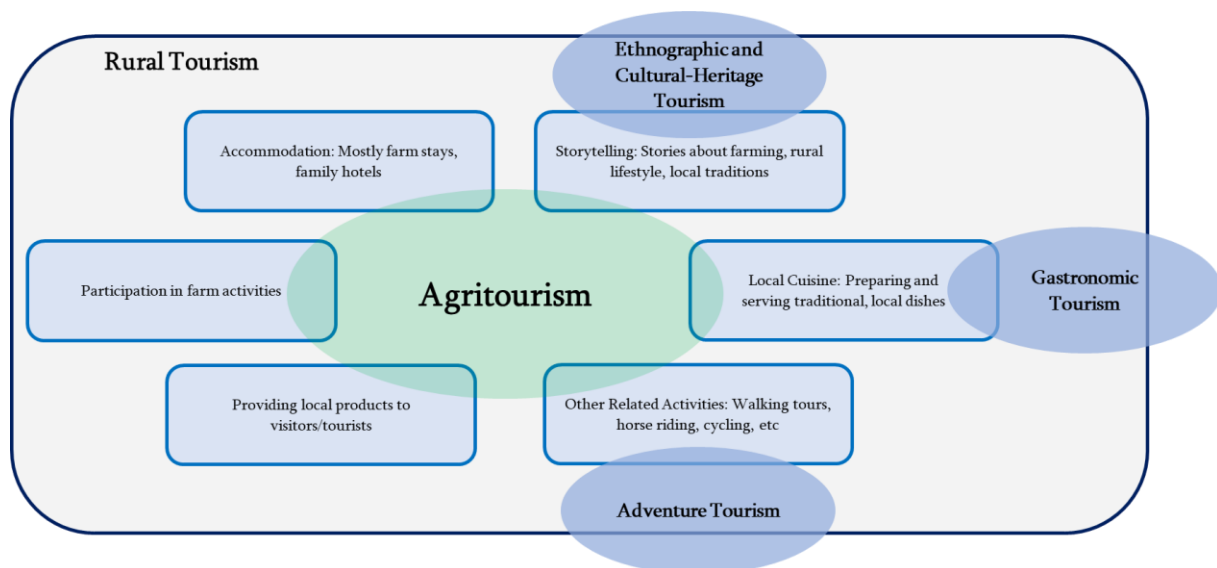 Rural Tourism
Ethnographic and
Cultural-Heritage
Tourism
Accommodation: Mostly farm stays,
family hotels
Storytelling: Stories about farming, rural
lifestyle, local traditions
Participation in farm activities
Agritourism
Local Cuisine: Preparing and
serving traditional, local dishes
Gastronomic
Tourism
Providing local products to
visitors/tourists
Other Related Activities: Walking tours,
horse riding, cycling, etc
Adventure Tourism